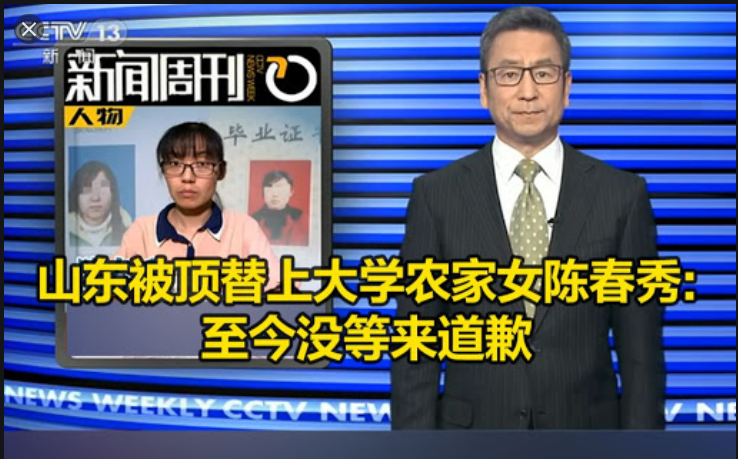 CCTV 13
新闻
新闻周刊
CCTV
NEWS WEEK
人物
毕业证
山东被顶替上大学农家女陈春秀:
至今没等来道歉
NEWS WEEKLY CCTV NEW
NE